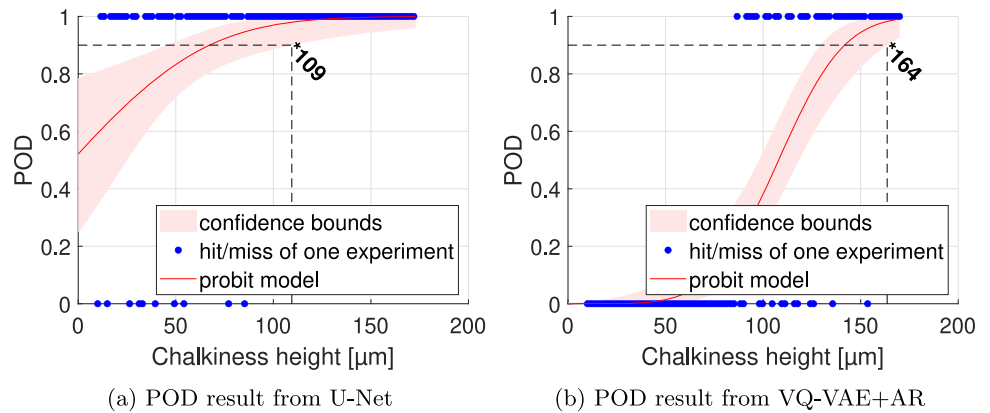 1
0.8
0.6
0.4
0.2
0
POD
*109
confidence bounds
hit/miss of one experiment
probit model
0 50 100 150 200
Chalkiness height [µm]
(a) POD result from U-Net
1
0.8
0.6
0.4
0.2
0
POD
*164
confidence bounds
hit/miss of one experiment
probit model
0 50 100 150 200
Chalkiness height [µm]
(b) POD result from VQ-VAE+AR